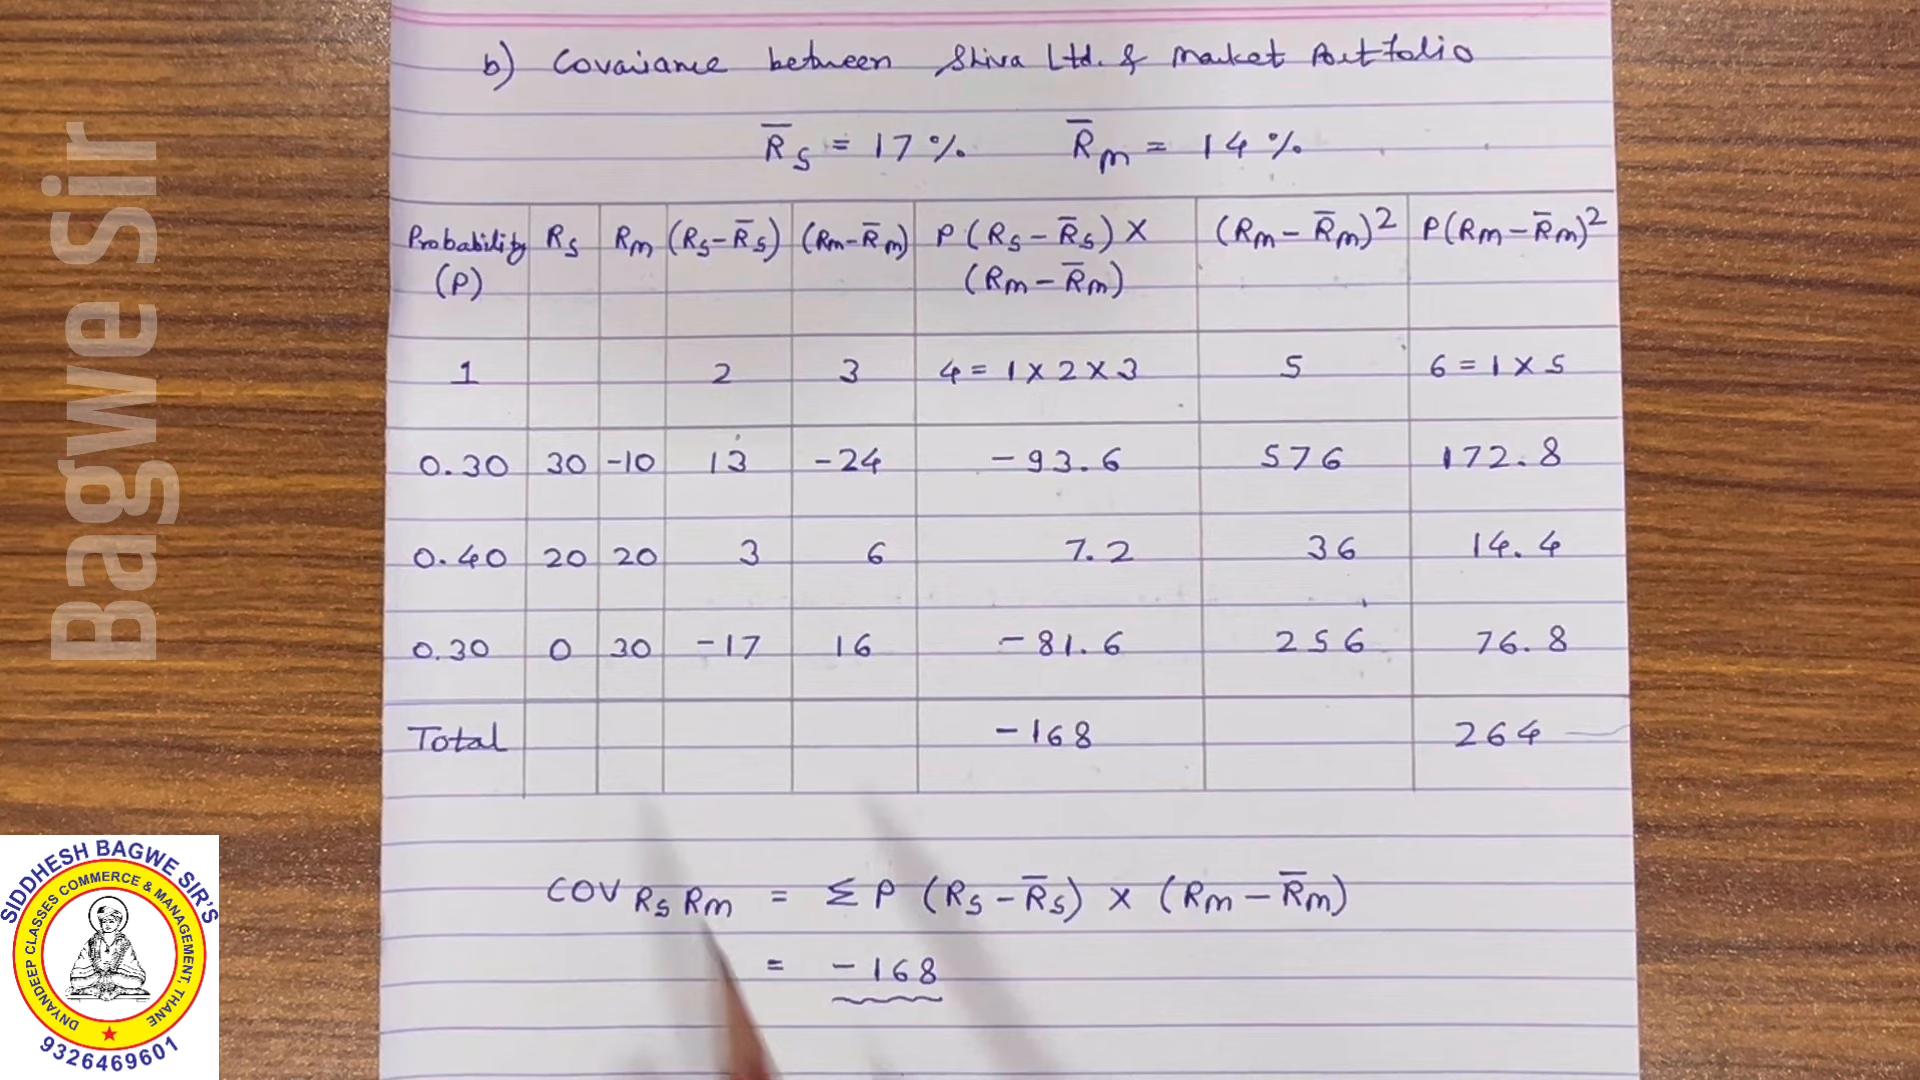 b) Covariance between Shiva Ltd. & Market Portfolio
R̅s = 17 %. R̅m = 14 %.
Probability (P) Rs Rm (Rs-R̅s) (Rm-R̅m) P(Rs-R̅s) X (Rm-R̅m) (Rm-R̅m)2 P(Rm-R̅m)2
1 2 3 4 = 1 X 2 X 3 5 6 = 1 X 5
0.30 30 -10 13 -24 -93.6 576 172.8
0.40 20 20 3 6 7.2 36 14.4
0.30 0 30 -17 16 -81.6 256 76.8
Total -168 264
COV Rs Rm = Σ P (Rs-R̅s) X (Rm-R̅m)
= -168
Bagwe Sir
SIDDHESH BAGWE SIR'S
DNYANDEEP CLASSES COMMERCE & MANAGEMENT, THANE
9326469601